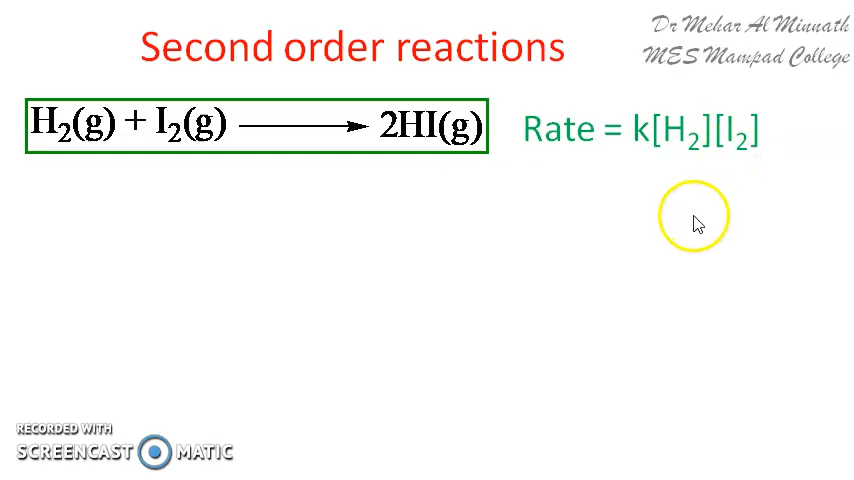 Dr Mehar Al Minnath
MES Mampad College
Second order reactions
H₂(g) + I₂(g) ⟶ 2HI(g)
Rate = k[H₂][I₂]
RECORDED WITH
SCREENCAST MATIC